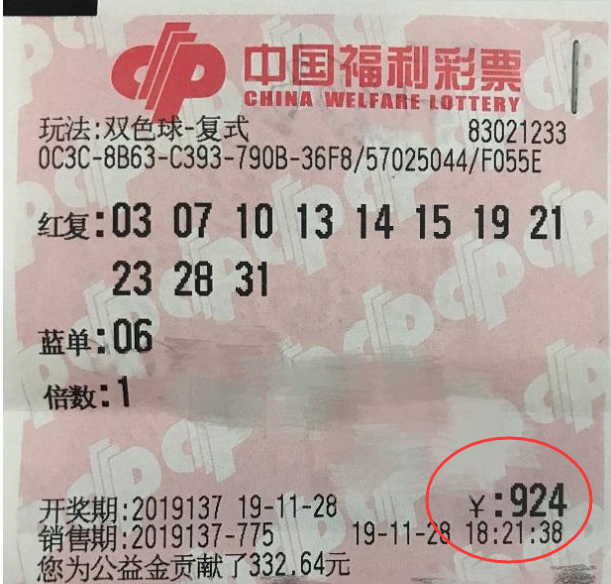 中国福利彩票
CHINA WELFARE LOTTERY
玩法:双色球-复式 83021233
0C3C-8B63-C393-790B-36F8/57025044/F055E
红复:03 07 10 13 14 15 19 21
23 28 31
蓝单:06
倍数:1
开奖期:2019137 19-11-28 ¥:924
销售期:2019137-775 19-11-28 18:21:38
您为公益金贡献了332.64元